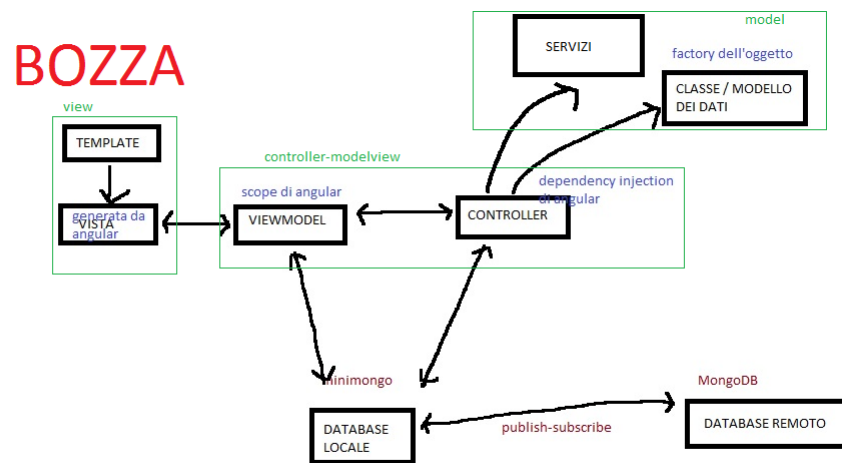 BOZZA
model
SERVIZI
factory dell'oggetto
CLASSE / MODELLO
DEI DATI
view
TEMPLATE
generata da
VISTA
angular
controller-modelview
scope di angular
VIEWMODEL
dependency injection
di angular
CONTROLLER
minimongo
DATABASE
LOCALE
publish-subscribe
MongoDB
DATABASE REMOTO